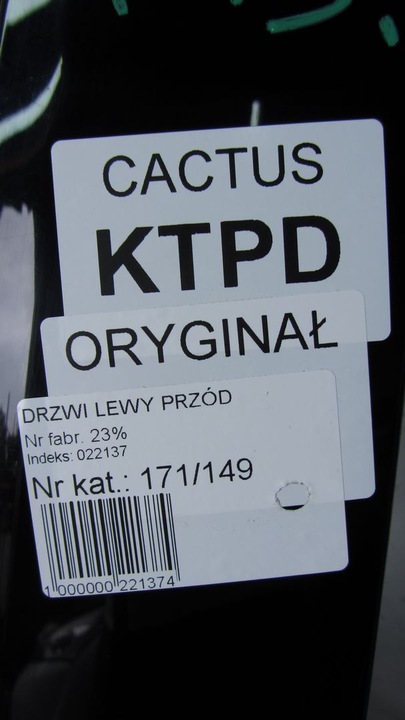 CACTUS
KTPD
ORYGINAŁ
DRZWI LEWY PRZÓD
Nr fabr. 23%
Indeks: 022137
Nr kat.: 171/149
1 000000 221374